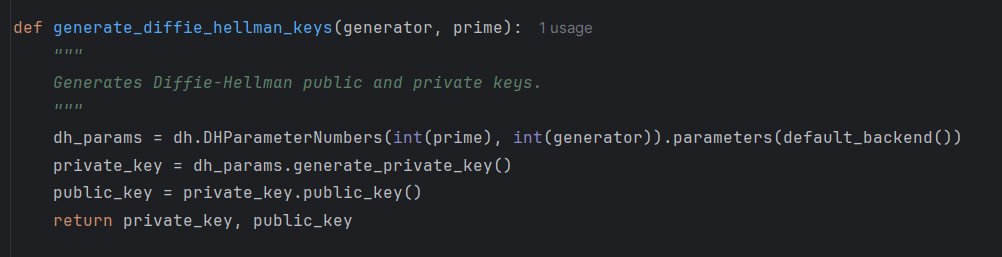 def generate_diffie_hellman_keys(generator, prime): 1 usage
    """
    Generates Diffie-Hellman public and private keys.
    """
    dh_params = dh.DHParameterNumbers(int(prime), int(generator)).parameters(default_backend())
    private_key = dh_params.generate_private_key()
    public_key = private_key.public_key()
    return private_key, public_key